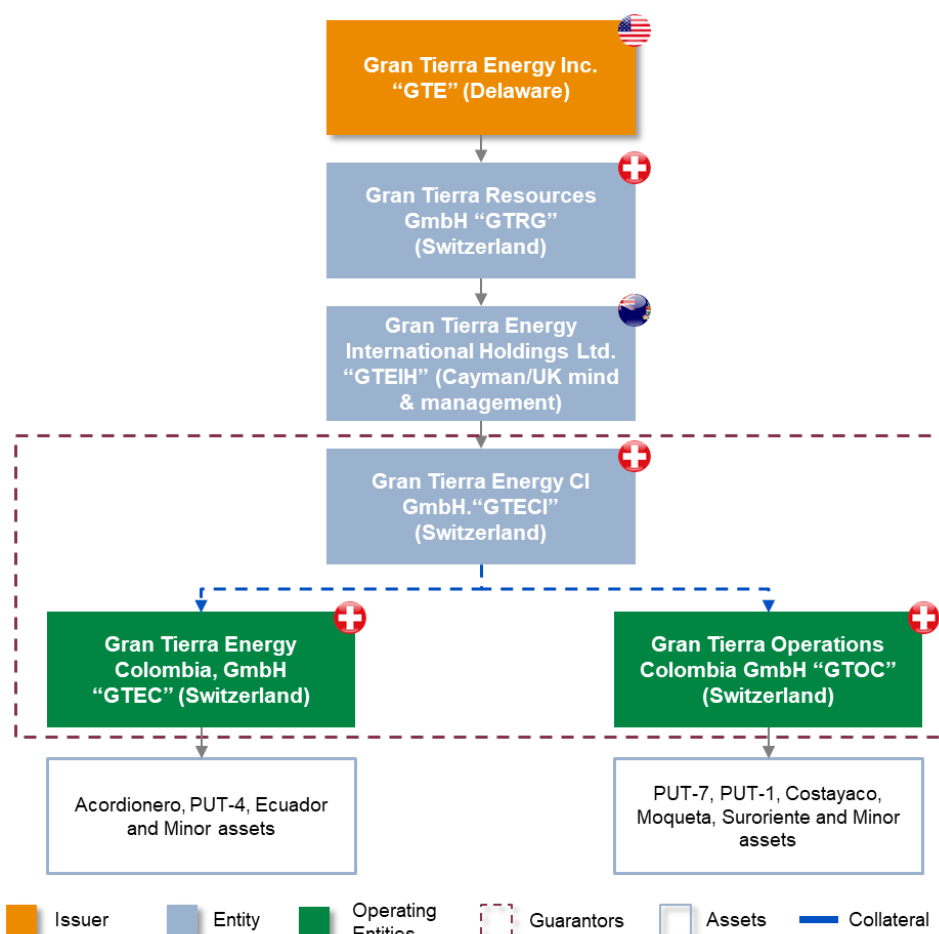 Gran Tierra Energy Inc.
“GTE” (Delaware)
Gran Tierra Resources
GmbH “GTRG”
(Switzerland)
Gran Tierra Energy
International Holdings Ltd.
“GTEIH” (Cayman/UK mind
& management)
Gran Tierra Energy CI
GmbH.“GTECI”
(Switzerland)
Gran Tierra Energy
Colombia, GmbH
“GTEC” (Switzerland)
Gran Tierra Operations
Colombia GmbH “GTOC”
(Switzerland)
Acordionero, PUT-4, Ecuador
and Minor assets
PUT-7, PUT-1, Costayaco,
Moqueta, Suroriente and Minor
assets
Issuer
Entity
Operating
Entities
Guarantors
Assets
Collateral